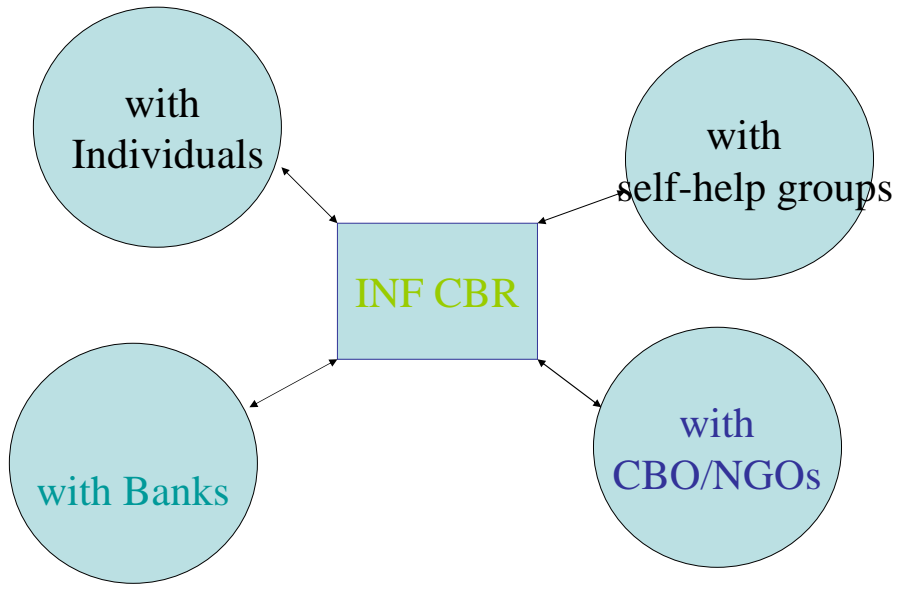 with
Individuals
with
self-help groups
INF CBR
with Banks
with
CBO/NGOs